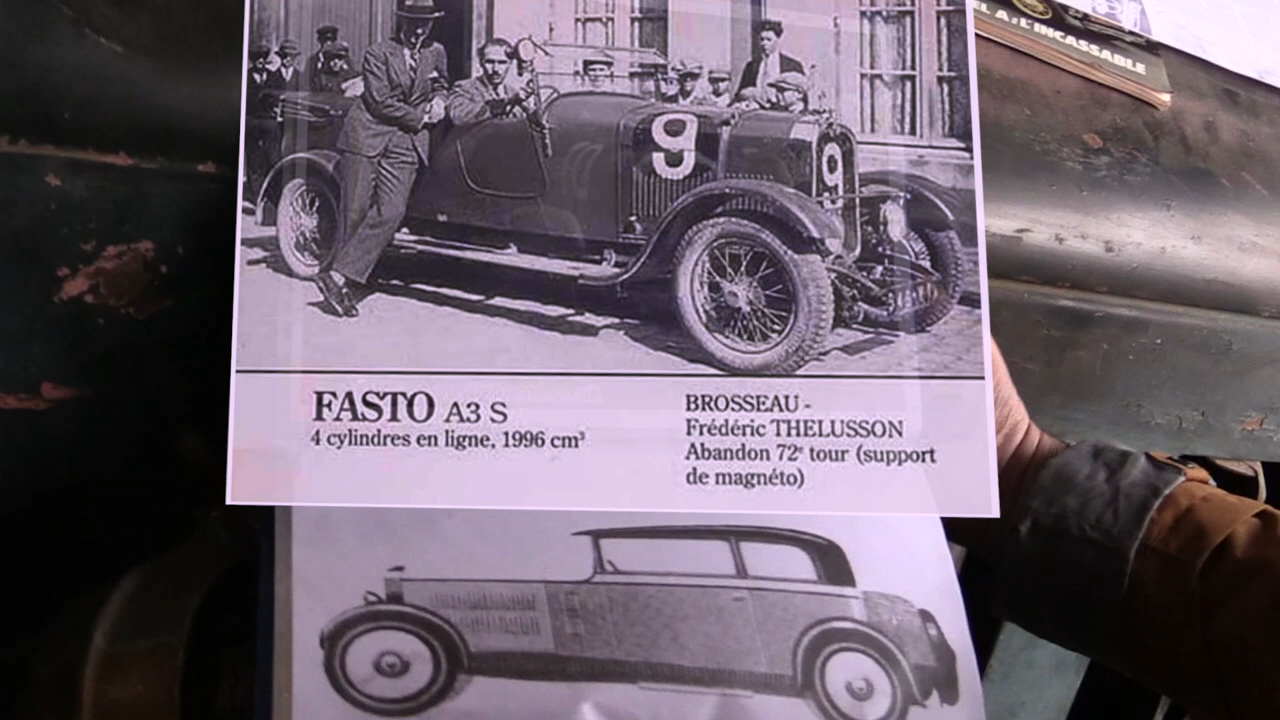 EL A: L'INCASSABLE
9
9
FASTO A3 S
4 cylindres en ligne, 1996 cm³
BROSSEAU -
Frédéric THELUSSON
Abandon 72e tour (support
de magnéto)